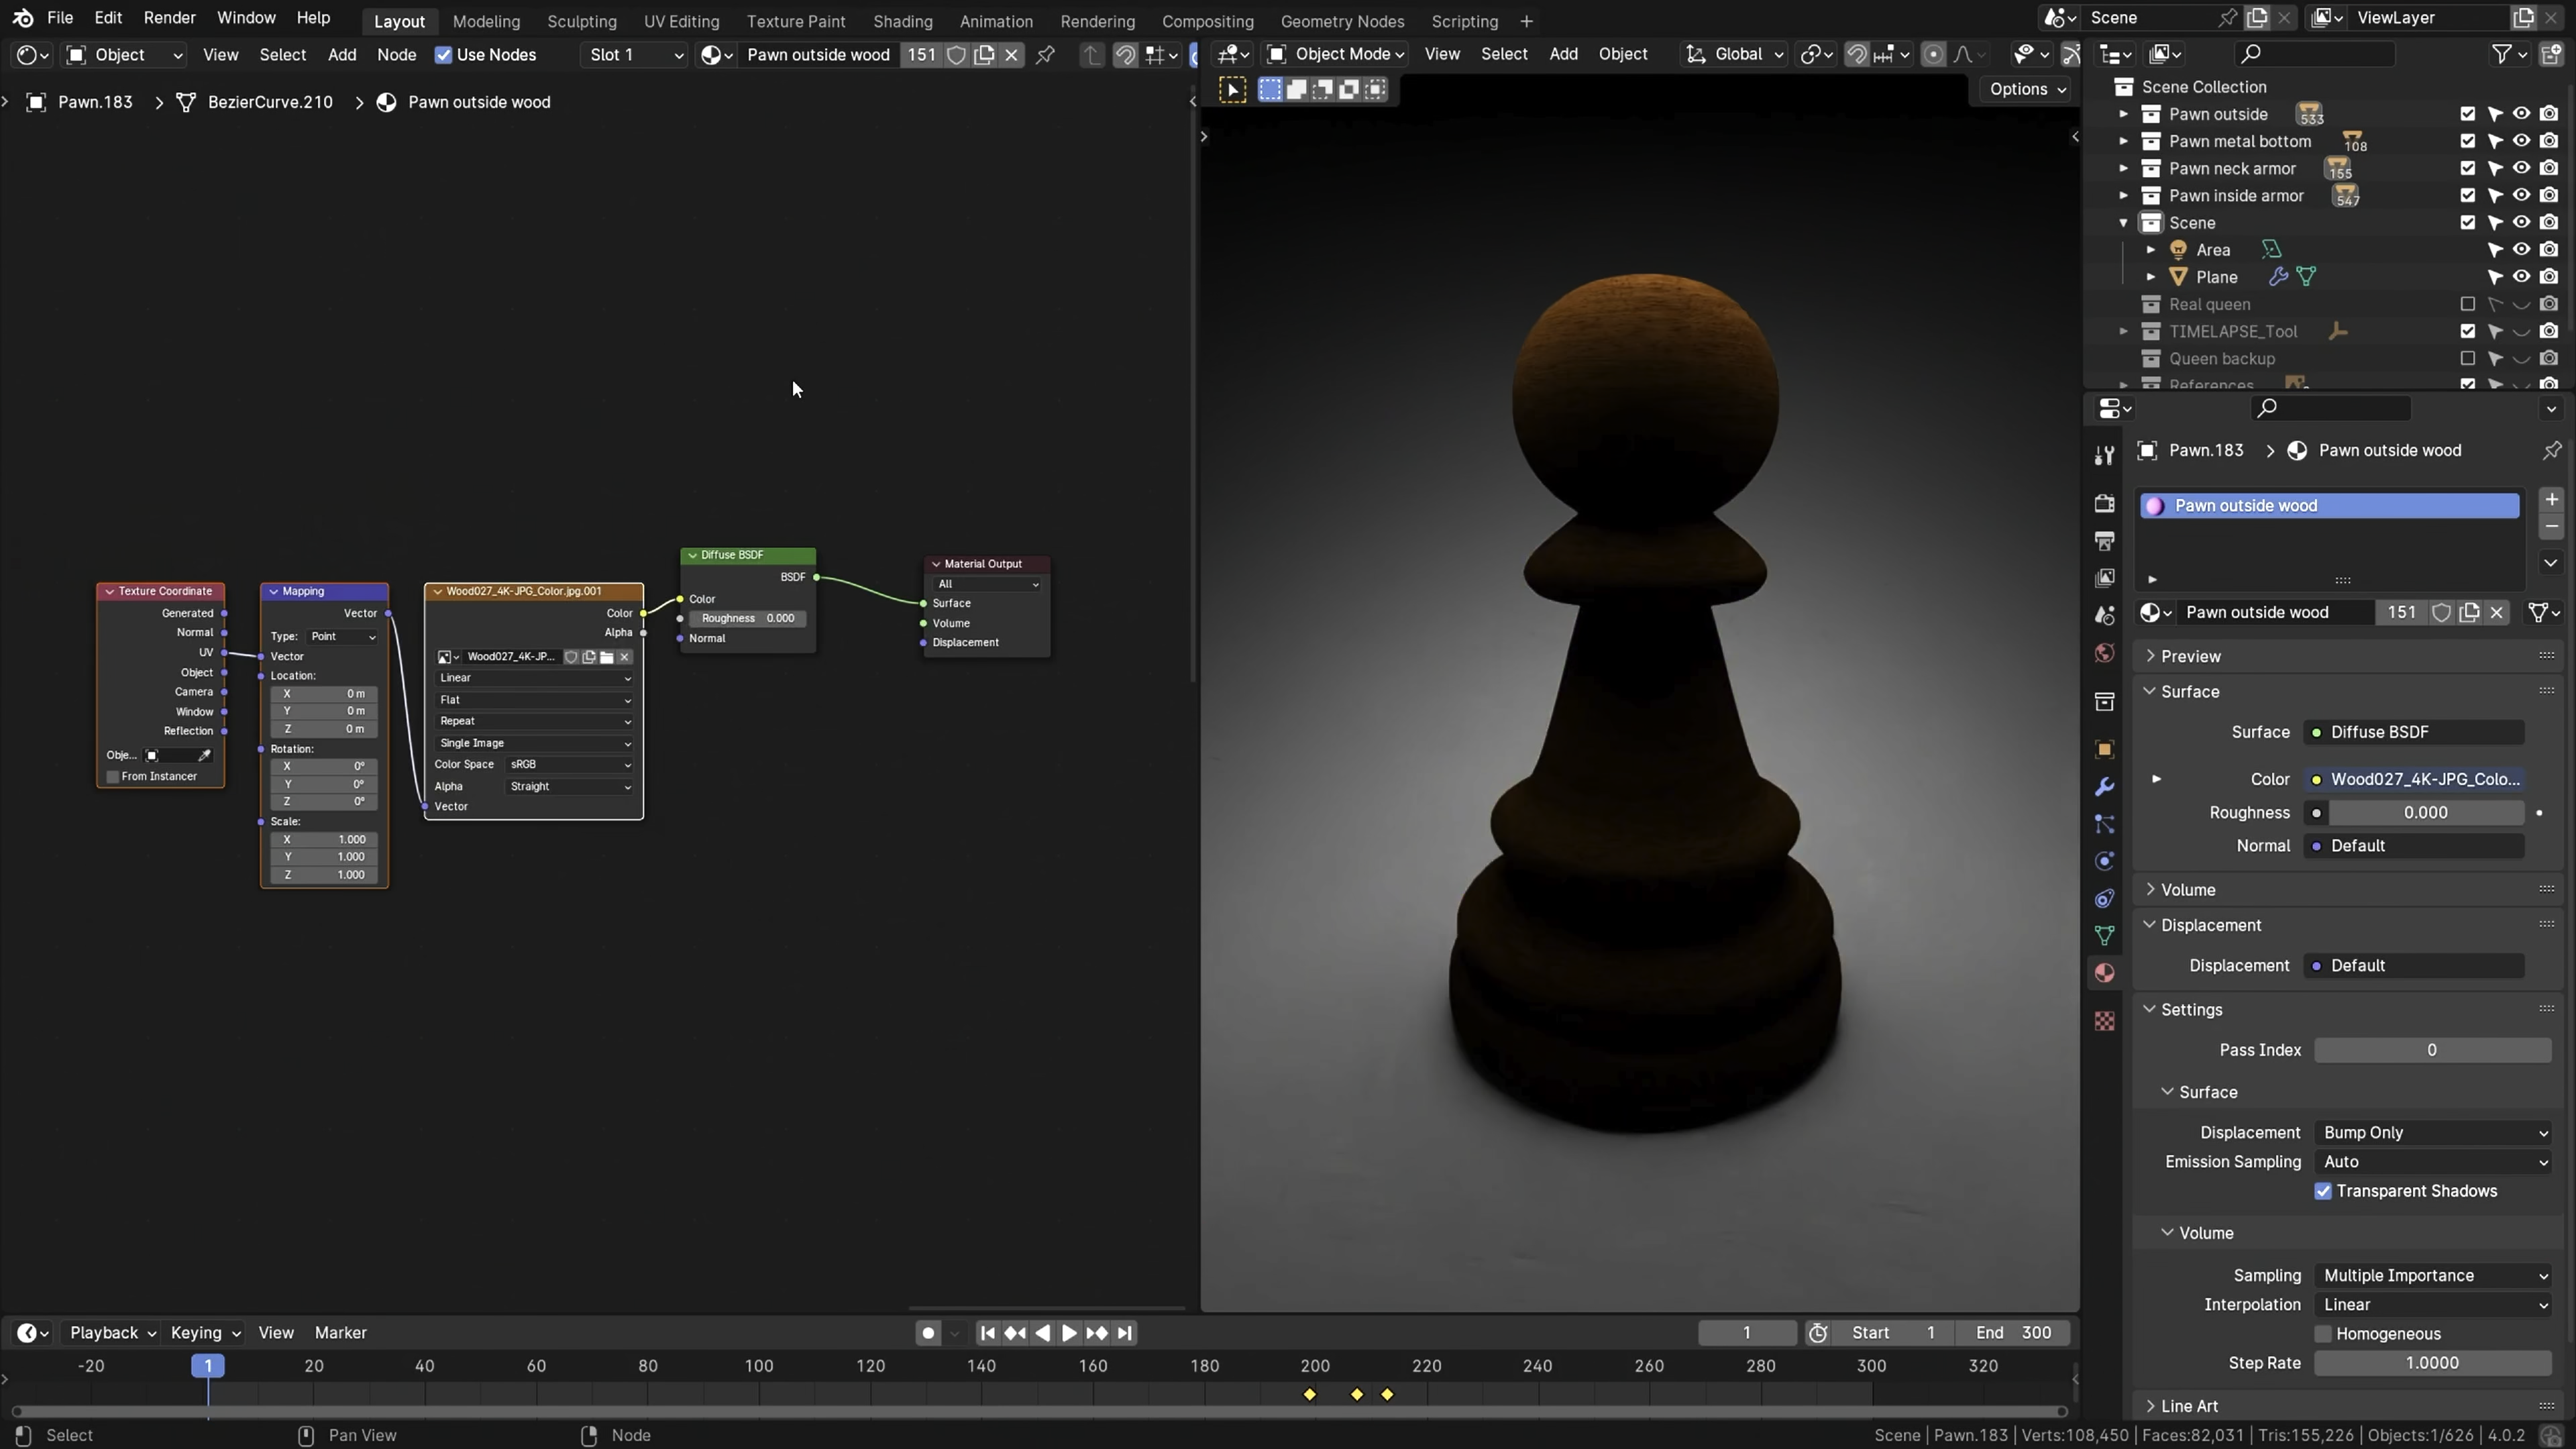 File Edit Render Window Help Layout Modeling Sculpting UV Editing Texture Paint Shading Animation Rendering Compositing Geometry Nodes Scripting Scene ViewLayer
Object View Select Add Node Use Nodes Slot 1 Pawn outside wood 151
Object Mode View Select Add Object Global
Options
Pawn.183 BezierCurve.210 Pawn outside wood
Texture Coordinate
Generated
Normal
UV
Object
Camera
Window
Reflection
Obje...
From Instancer
Mapping
Vector
Type: Point
Vector
Location:
X 0 m
Y 0 m
Z 0 m
Rotation:
X 0°
Y 0°
Z 0°
Scale:
X 1.000
Y 1.000
Z 1.000
Wood027_4K-JPG_Color.jpg.001
Color
Alpha
Wood027_4K-JP...
Linear
Flat
Repeat
Single Image
Color Space sRGB
Alpha Straight
Vector
Diffuse BSDF
BSDF
Color
Roughness 0.000
Normal
Material Output
All
Surface
Volume
Displacement
Scene Collection
Pawn outside 533
Pawn metal bottom 108
Pawn neck armor 155
Pawn inside armor 547
Scene
Area
Plane
Real queen
TIMELAPSE_Tool
Queen backup
References
Pawn.183 Pawn outside wood
Pawn outside wood
Pawn outside wood 151
Preview
Surface
Surface Diffuse BSDF
Color Wood027_4K-JPG_Colo...
Roughness 0.000
Normal Default
Volume
Displacement
Displacement Default
Settings
Pass Index 0
Surface
Displacement Bump Only
Emission Sampling Auto
Transparent Shadows
Volume
Sampling Multiple Importance
Interpolation Linear
Homogeneous
Step Rate 1.0000
Line Art
Playback Keying View Marker 1 Start 1 End 300
-20 1 20 40 60 80 100 120 140 160 180 200 220 240 260 280 300 320
Select Pan View Node Scene | Pawn.183 | Verts:108,450 | Faces:82,031 | Tris:155,226 | Objects:1/626 | 4.0.2